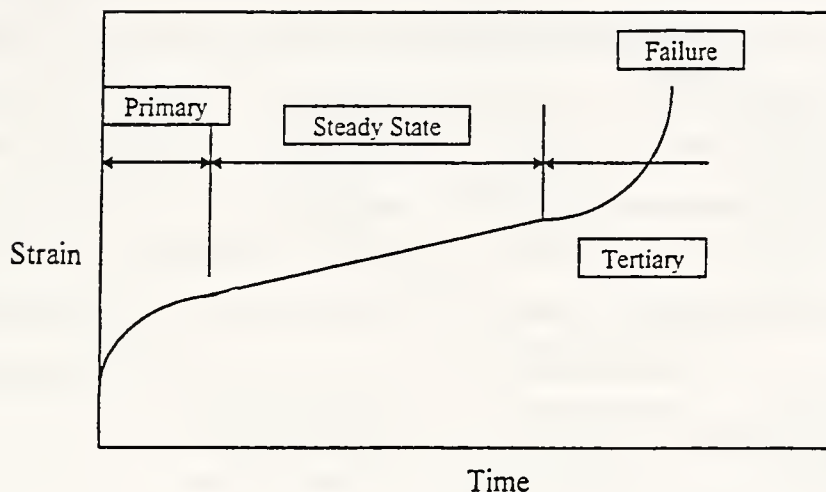 Failure
Primary
Steady State
Strain
Tertiary
Time